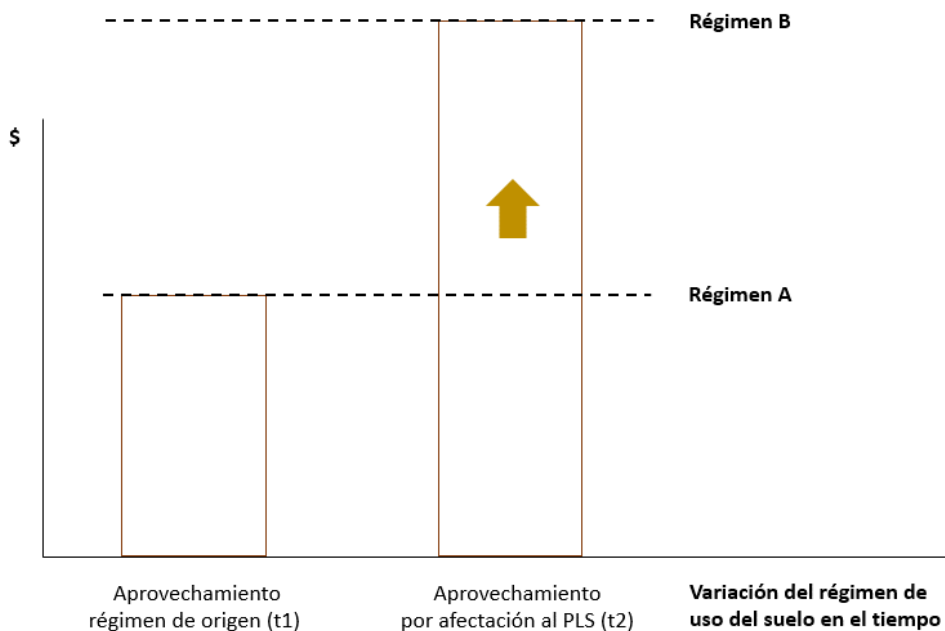 Régimen B
$
Régimen A
Aprovechamiento
régimen de origen (t1)
Aprovechamiento
por afectación al PLS (t2)
Variación del régimen de
uso del suelo en el tiempo